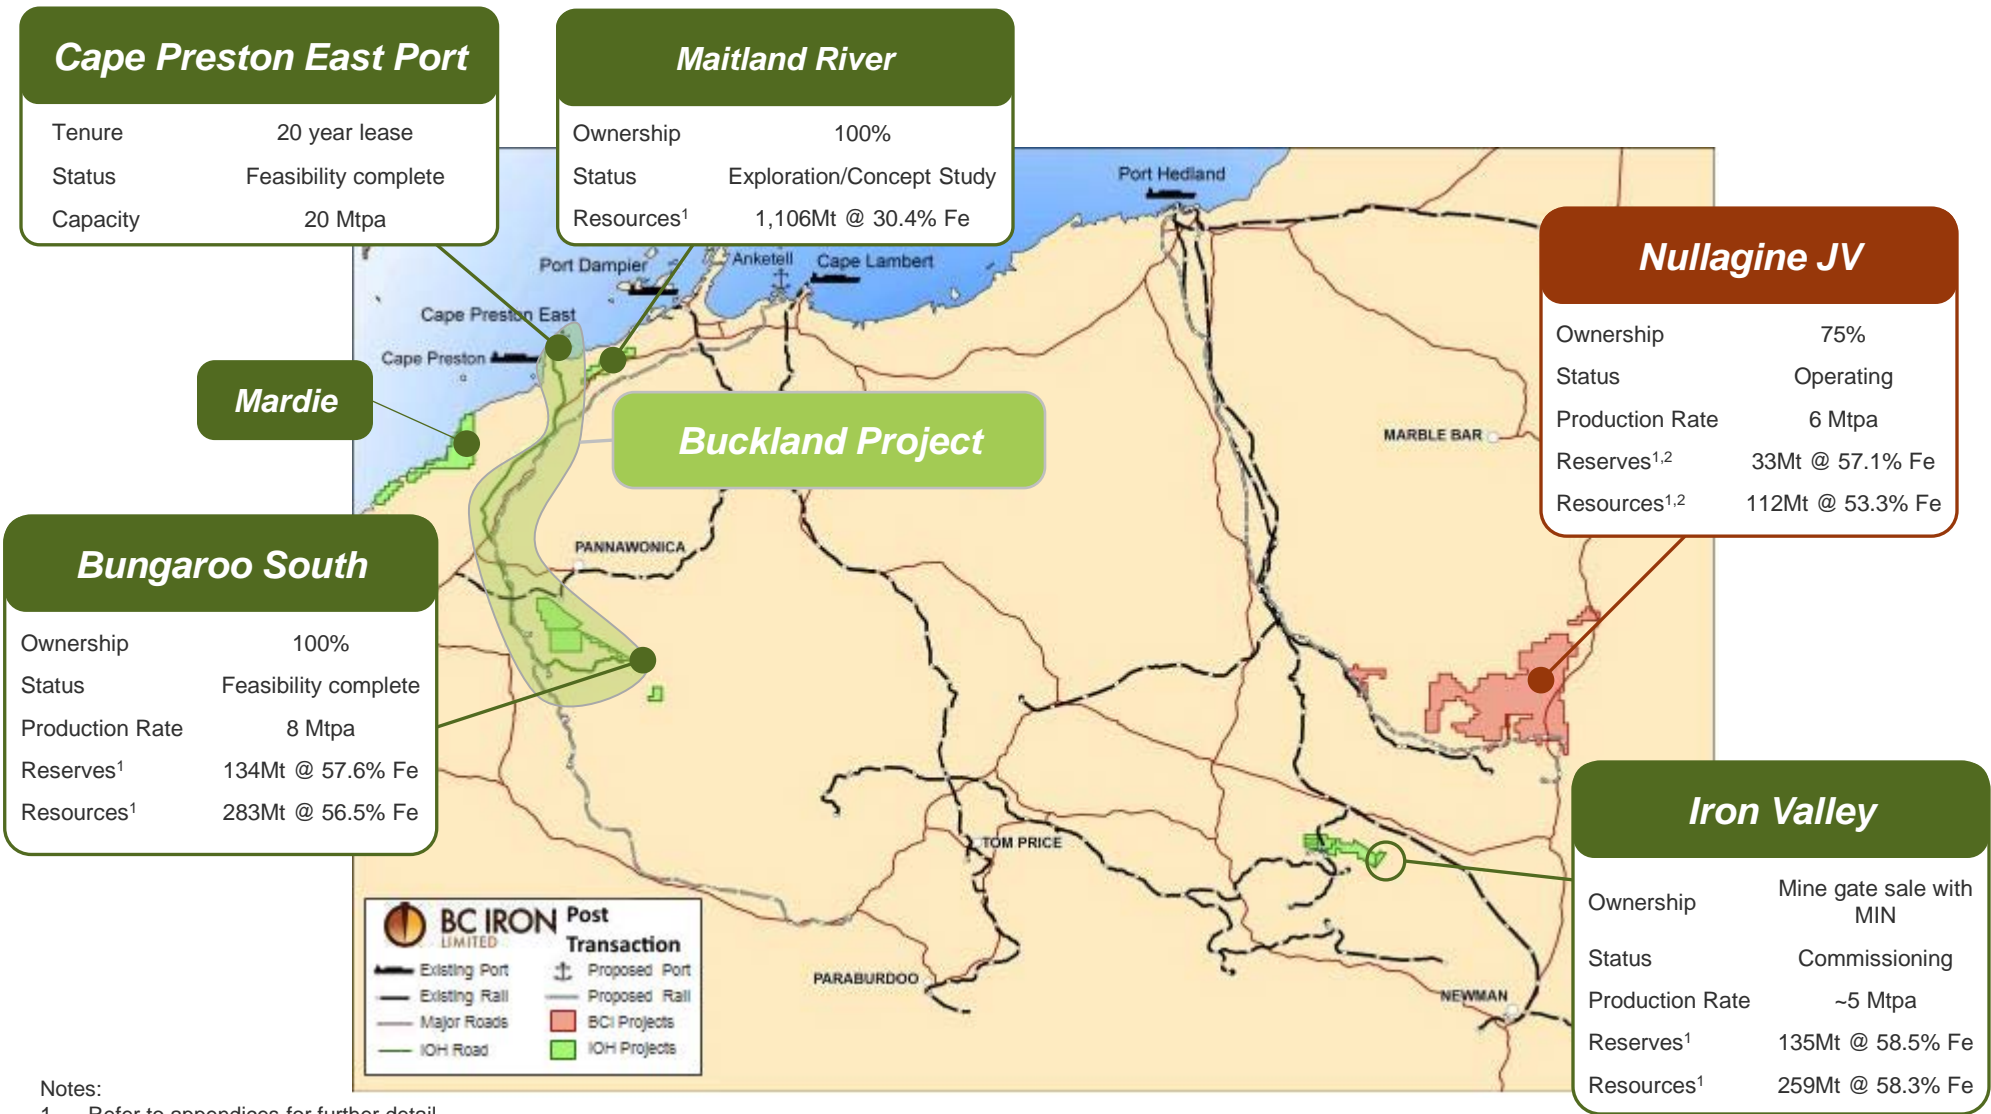 Cape Preston East Port
Tenure 20 year lease
Status Feasibility complete
Capacity 20 Mtpa
Maitland River
Ownership 100%
Status Exploration/Concept Study
Resources1 1,106Mt @ 30.4% Fe
Port Hedland
Nullagine JV
Ownership 75%
Status Operating
Production Rate 6 Mtpa
Reserves1,2 33Mt @ 57.1% Fe
Resources1,2 112Mt @ 53.3% Fe
Port Dampier
Anketell
Cape Lambert
Cape Preston East
Cape Preston
Mardie
Buckland Project
MARBLE BAR
PANNAWONICA
Bungaroo South
Ownership 100%
Status Feasibility complete
Production Rate 8 Mtpa
Reserves1 134Mt @ 57.6% Fe
Resources1 283Mt @ 56.5% Fe
TOM PRICE
PARABURDOO
NEWMAN
Iron Valley
Ownership Mine gate sale with
MIN
Status Commissioning
Production Rate ~5 Mtpa
Reserves1 135Mt @ 58.5% Fe
Resources1 259Mt @ 58.3% Fe
BC IRON
LIMITED
Post
Transaction
Existing Port Proposed Port
Existing Rail Proposed Rail
Major Roads BCI Projects
IOH Road IOH Projects
Notes:
1. Refer to appendices for further detail